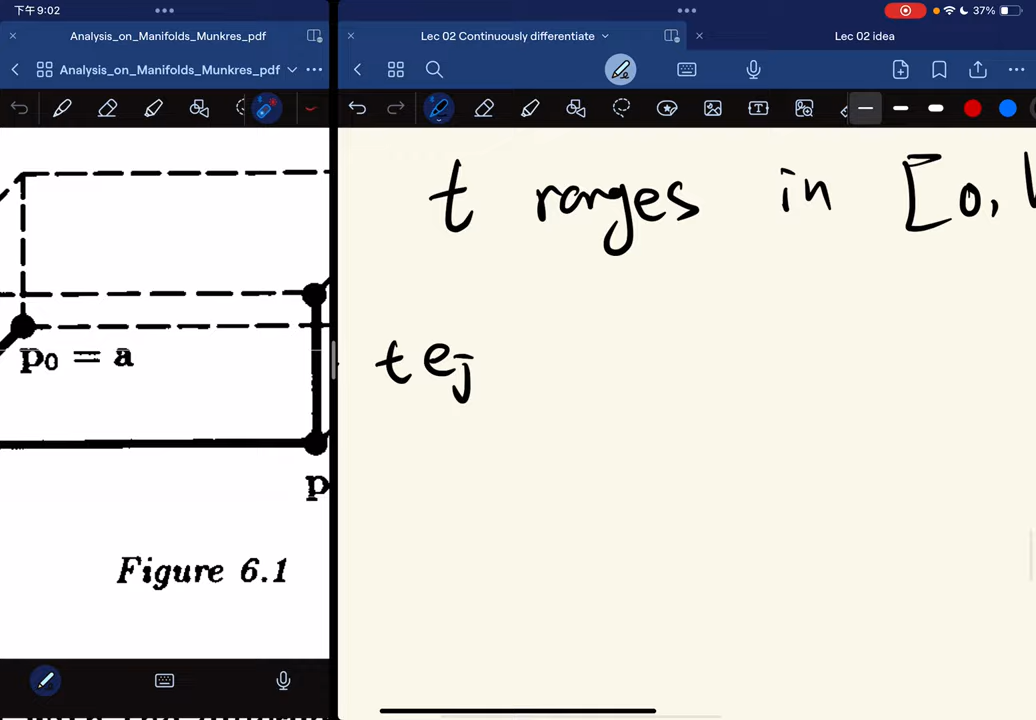 下午9:02
37%
Analysis_on_Manifolds_Munkres_pdf
Lec 02 Continuously differentiate
Lec 02 idea
Analysis_on_Manifolds_Munkres_pdf
p₀ = a
p
Figure 6.1
t ranges in [0,
t eⱼ